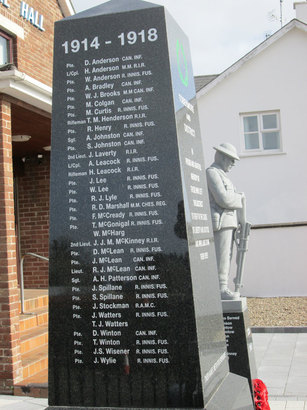 HALL
1914 - 1918
Pte. D. Anderson CAN. INF.
L/Cpl. H. Anderson M.M. R.I.R.
Pte. W. Anderson R. INNIS. FUS.
Pte. A. Bradley CAN. INF.
Pte. W. J. Brooks M.M CAN. INF.
Pte. M. Colgan CAN. INF.
Pte. M. Curtis R. INNIS. FUS.
Rifleman T. M. Henderson R.I.R.
Pte. R. Henry R. INNIS. FUS.
Sgt. A. Johnston CAN. INF.
Pte. S. Johnston CAN. INF.
2nd Lieut. J. Laverty R.I.R.
L/Cpl. A. Leacock R. INNIS. FUS.
Rifleman H. Leacock R.I.R.
Pte. J. Lee R. INNIS. FUS.
Pte. W. Lee R. INNIS. FUS.
Pte. R. J. Lyle R. INNIS. FUS.
Pte. R. D. Marshall M.M. CHES. REG.
Pte. F. McCready R. INNIS. FUS.
Pte. T. McGonigal R. INNIS. FUS.
W. McHarg
2nd Lieut. J. J. M. McKinney R.I.R.
Pte. D. McLean R. INNIS. FUS.
Pte. J. McLean CAN. INF.
Lieut. R. J. McLean CAN. INF.
Sgt. A. H. Patterson CAN. INF.
Pte. J. Spillane R. INNIS. FUS.
Pte. S. Spillane R. INNIS. FUS.
Pte. J. Stockman R.A.M.C.
Pte. J. Watters R. INNIS. FUS.
T. J. Watters
Pte. D. Winton CAN. INF.
Pte. T. Winton R. INNIS. FUS.
Pte. J.S. Wisener R. INNIS. FUS.
Pte. J. Wylie R. INNIS. FUS.